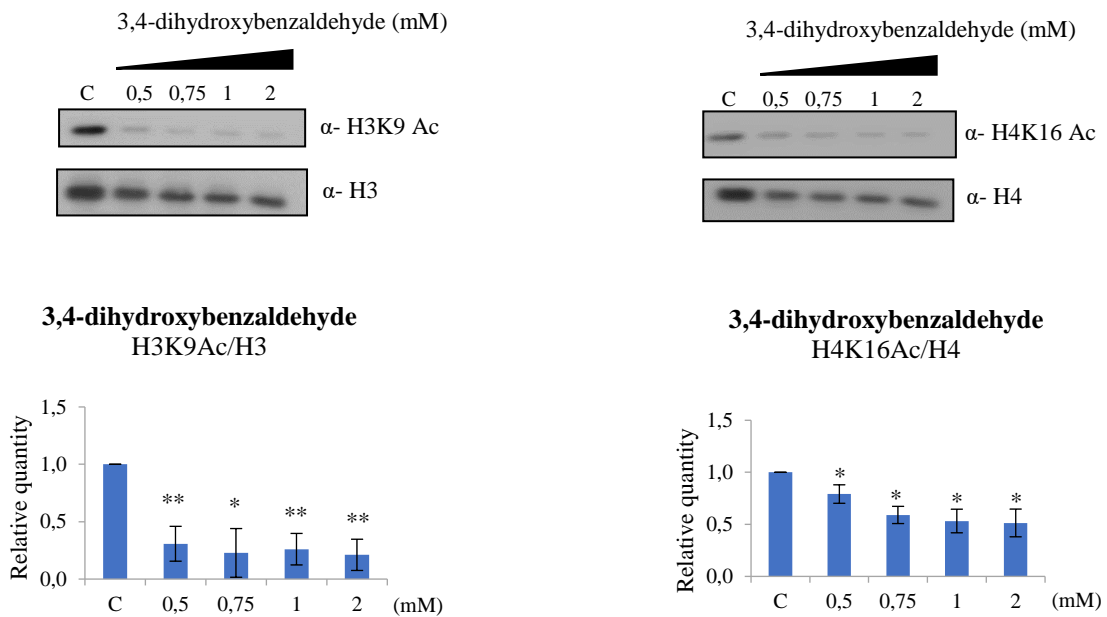 3,4-dihydroxybenzaldehyde (mM)
C 0,5 0,75 1 2
α- H3K9 Ac
α- H3
3,4-dihydroxybenzaldehyde (mM)
C 0,5 0,75 1 2
α- H4K16 Ac
α- H4
3,4-dihydroxybenzaldehyde
H3K9Ac/H3
Relative quantity
1,5
1,0
0,5
0,0
** * ** **
C 0,5 0,75 1 2 (mM)
3,4-dihydroxybenzaldehyde
H4K16Ac/H4
Relative quantity
1,5
1,0
0,5
0,0
* * * *
C 0,5 0,75 1 2 (mM)